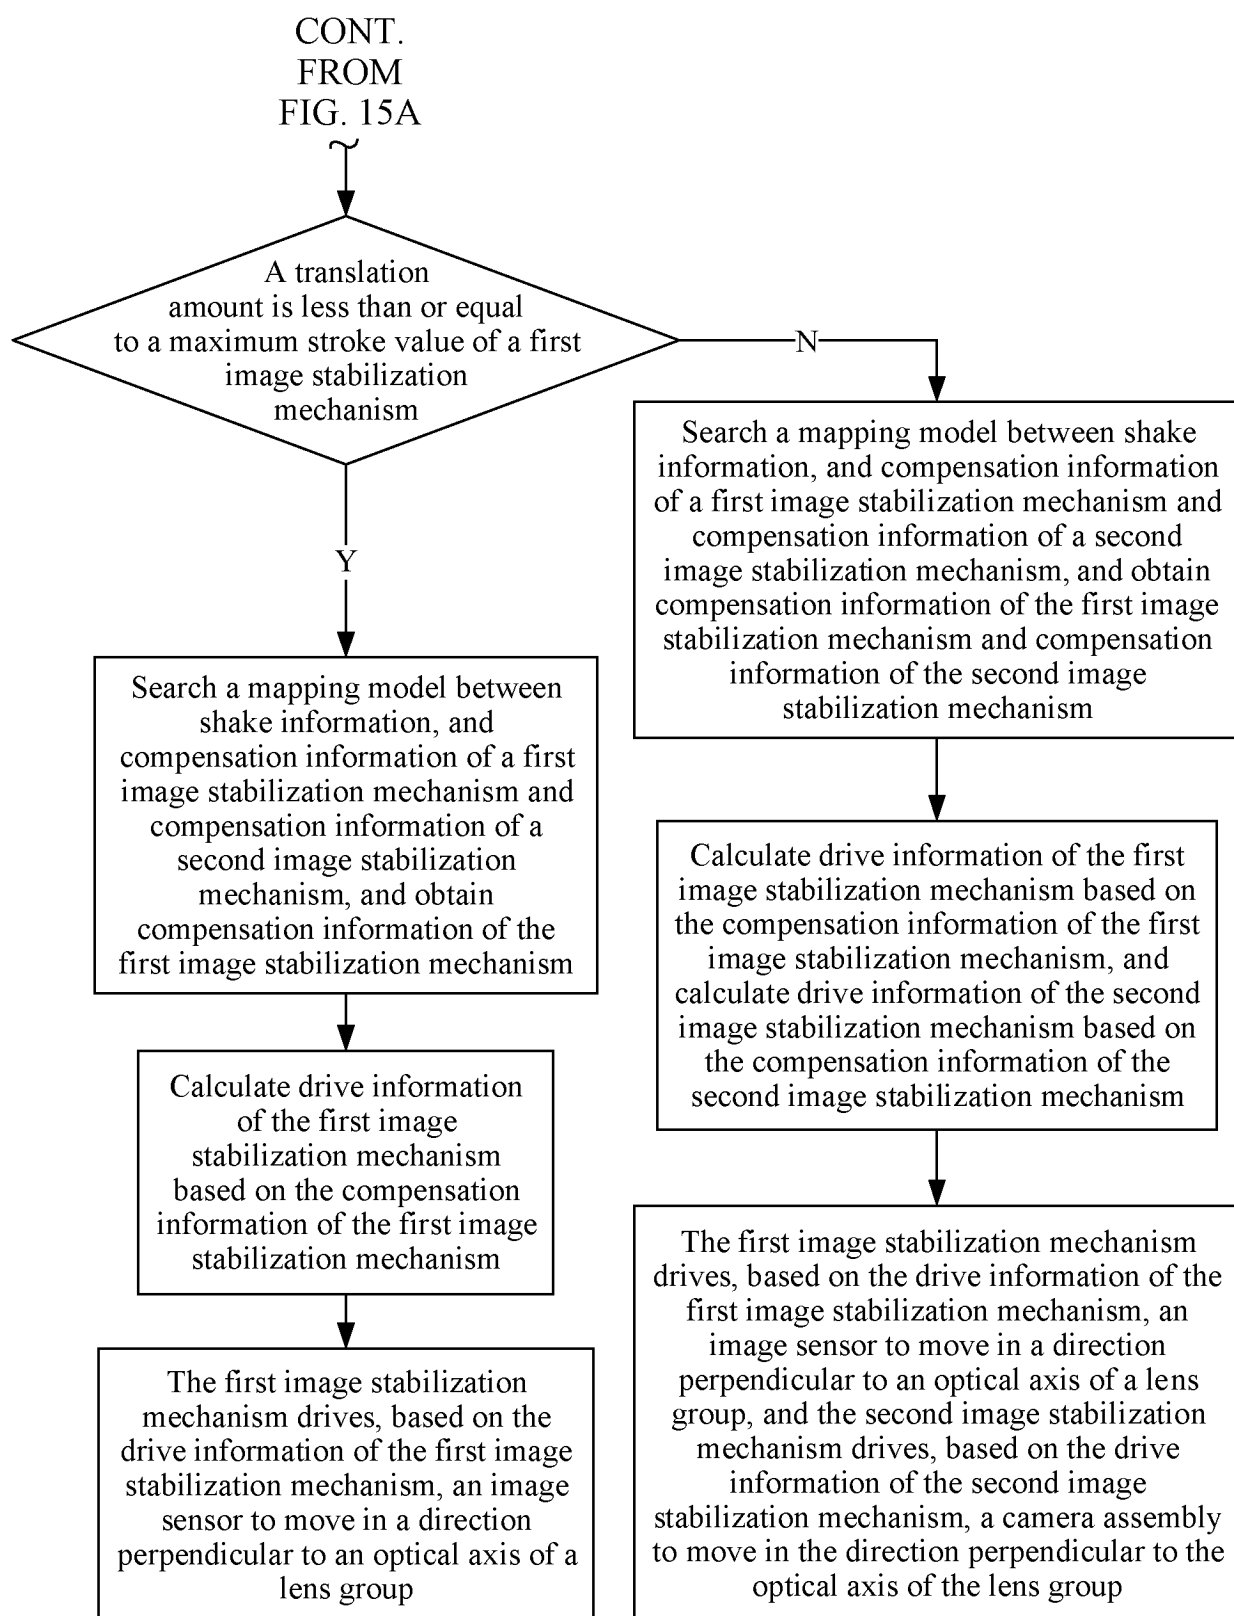 CONT.
FROM
FIG. 15A
A translation
amount is less than or equal
to a maximum stroke value of a first
image stabilization
mechanism
N
Y
Search a mapping model between
shake information, and
compensation information of a first
image stabilization mechanism and
compensation information of a
second image stabilization
mechanism, and obtain
compensation information of the
first image stabilization mechanism
Calculate drive information
of the first image
stabilization mechanism
based on the compensation
information of the first image
stabilization mechanism
The first image stabilization
mechanism drives, based on the
drive information of the first image
stabilization mechanism, an image
sensor to move in a direction
perpendicular to an optical axis of a
lens group
Search a mapping model between shake
information, and compensation information
of a first image stabilization mechanism and
compensation information of a second
image stabilization mechanism, and obtain
compensation information of the first image
stabilization mechanism and compensation
information of the second image
stabilization mechanism
Calculate drive information of the first
image stabilization mechanism based on
the compensation information of the first
image stabilization mechanism, and
calculate drive information of the second
image stabilization mechanism based on
the compensation information of the
second image stabilization mechanism
The first image stabilization mechanism
drives, based on the drive information of the
first image stabilization mechanism, an
image sensor to move in a direction
perpendicular to an optical axis of a lens
group, and the second image stabilization
mechanism drives, based on the drive
information of the second image
stabilization mechanism, a camera assembly
to move in the direction perpendicular to the
optical axis of the lens group